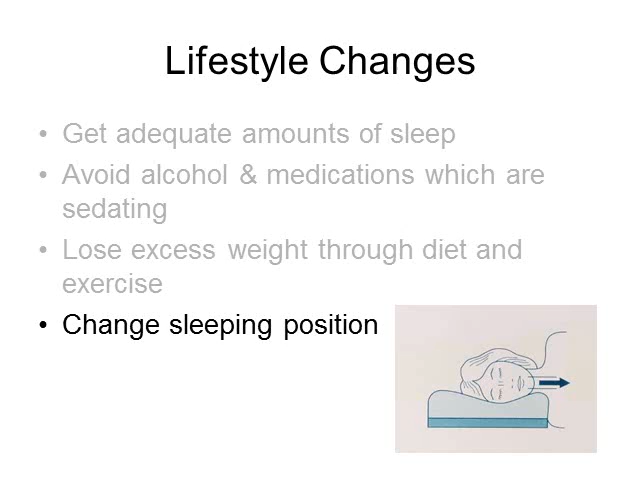 Lifestyle Changes
• Get adequate amounts of sleep
• Avoid alcohol & medications which are
sedating
• Lose excess weight through diet and
exercise
• Change sleeping position